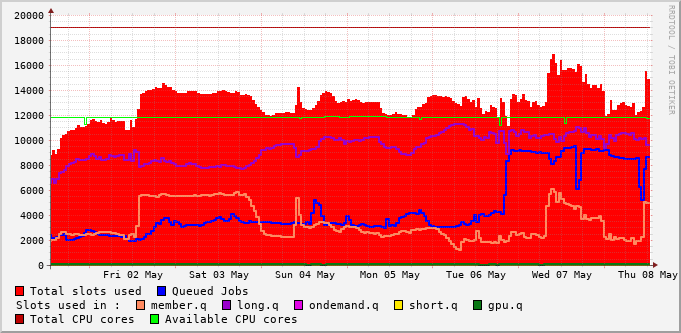 20000
18000
16000
14000
12000
10000
8000
6000
4000
2000
0
Fri 02 May Sat 03 May Sun 04 May Mon 05 May Tue 06 May Wed 07 May Thu 08 May
Total slots used Queued Jobs
Slots used in : member.q long.q ondemand.q short.q gpu.q
Total CPU cores Available CPU cores
RRDTOOL / TOBI OETIKER